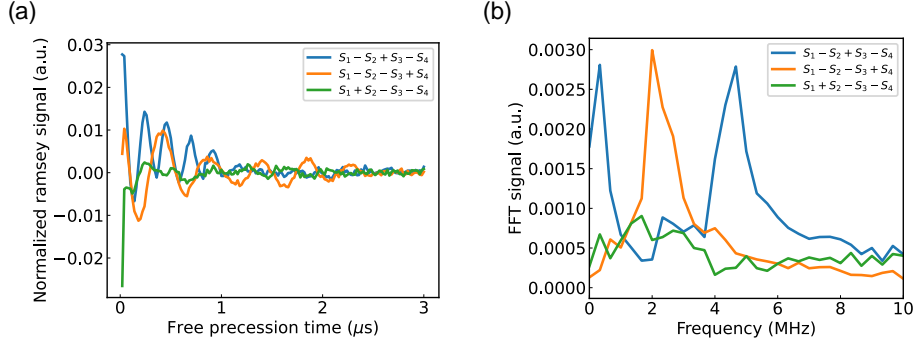 (a)
Normalized ramsey signal (a.u.)
0.03
0.02
0.01
0.00
−0.01
−0.02
0
1
2
3
Free precession time (μs)
S₁ − S₂ + S₃ − S₄
S₁ − S₂ − S₃ + S₄
S₁ + S₂ − S₃ − S₄
(b)
FFT signal (a.u.)
0.0030
0.0025
0.0020
0.0015
0.0010
0.0005
0.0000
0
2
4
6
8
10
Frequency (MHz)
S₁ − S₂ + S₃ − S₄
S₁ − S₂ − S₃ + S₄
S₁ + S₂ − S₃ − S₄